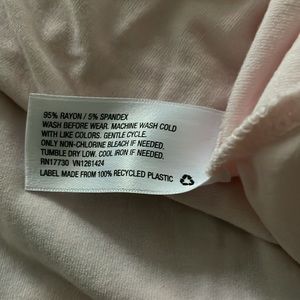 95% RAYON / 5% SPANDEX
WASH BEFORE WEAR. MACHINE WASH COLD
WITH LIKE COLORS. GENTLE CYCLE.
ONLY NON-CHLORINE BLEACH IF NEEDED.
TUMBLE DRY LOW. COOL IRON IF NEEDED.
RN17730 VN1261424
LABEL MADE FROM 100% RECYCLED PLASTIC